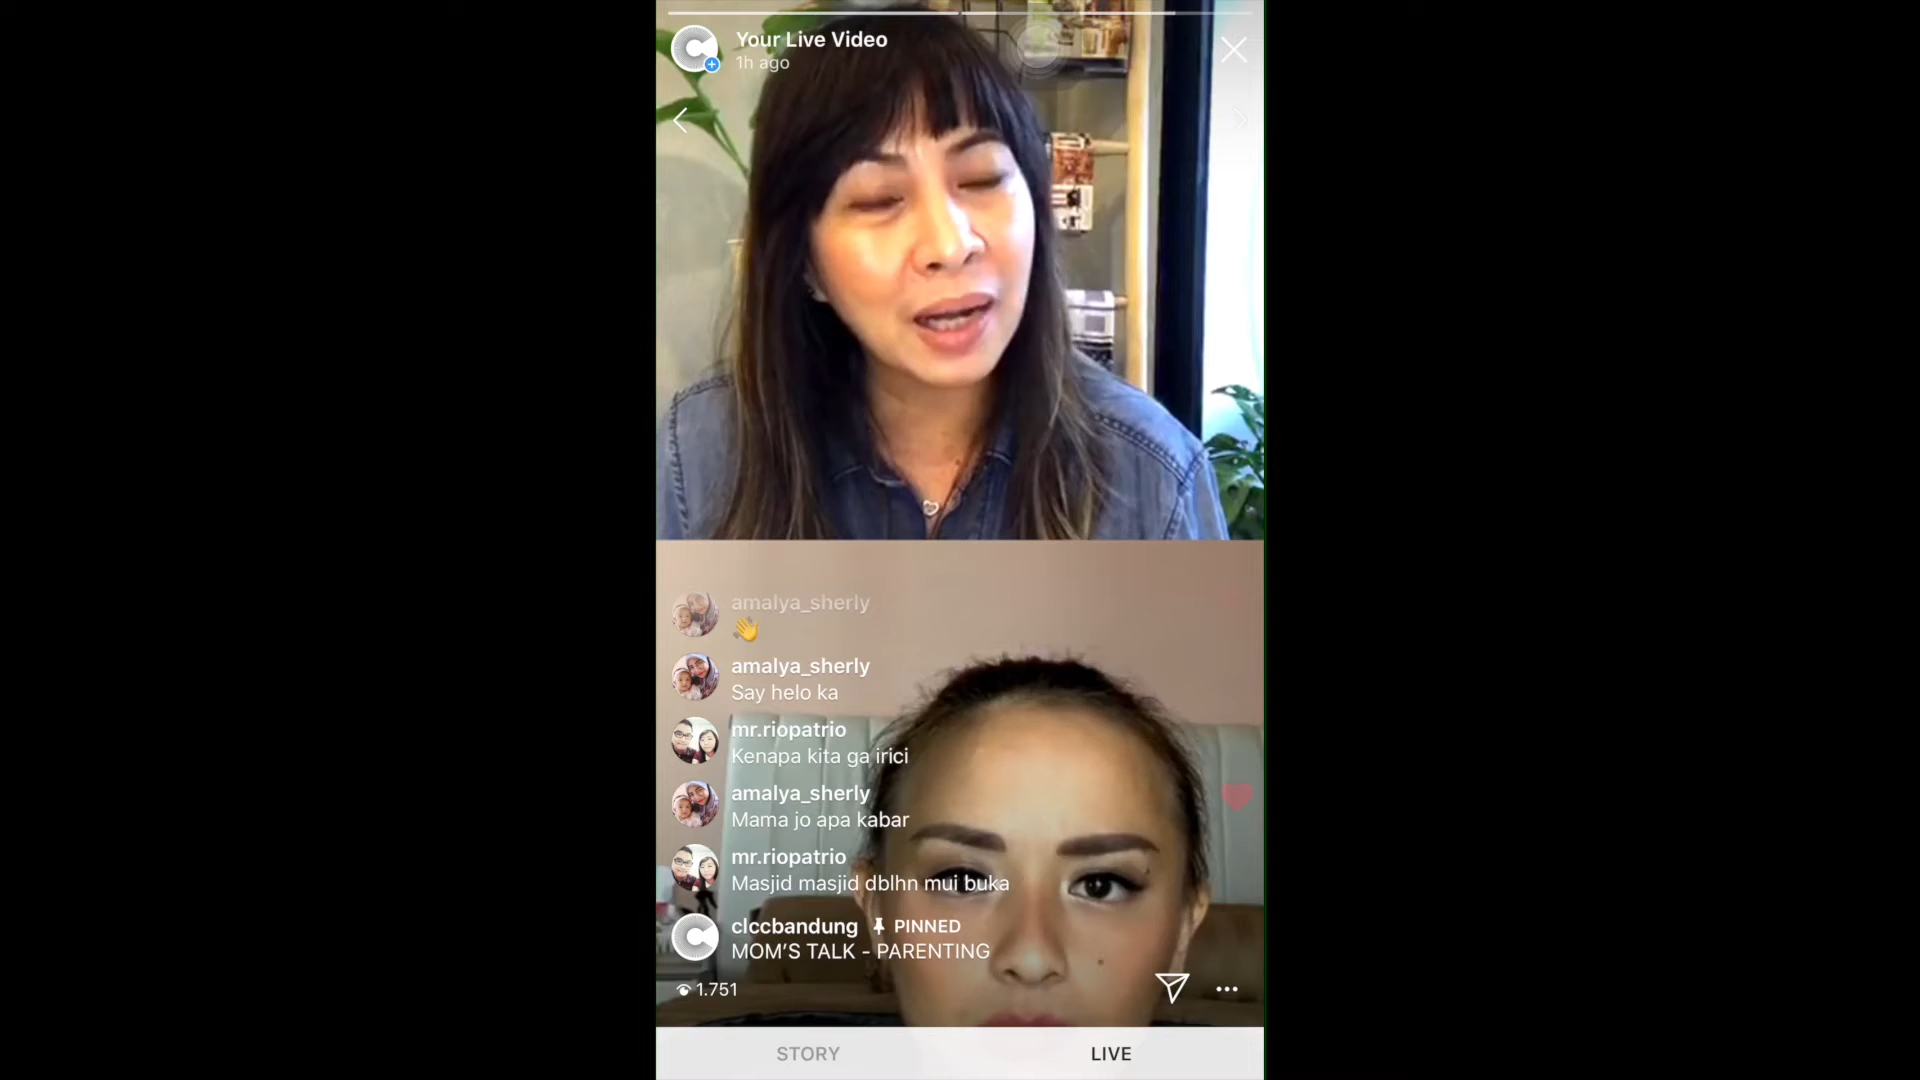 Your Live Video
1h ago
amalya_sherly
👋
amalya_sherly
Say helo ka
mr.riopatrio
Kenapa kita ga irici
amalya_sherly
Mama jo apa kabar
mr.riopatrio
Masjid masjid dblhn mui buka
clccbandung PINNED
MOM'S TALK - PARENTING
1.751
STORY
LIVE